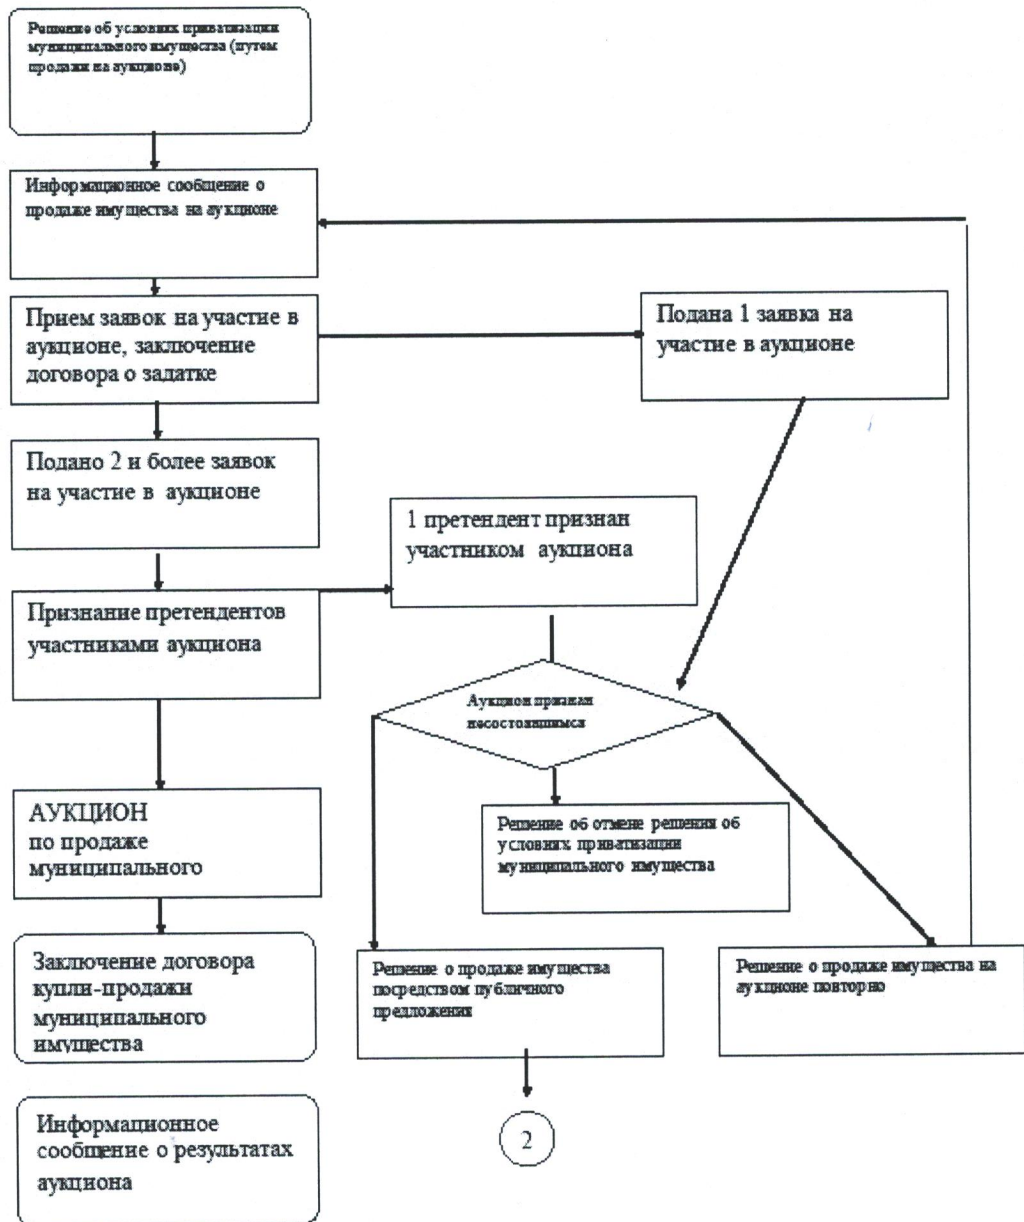 Решение об условиях приватизации
муниципального имущества (путем
продажи на аукционе)
Информационное сообщение о
продаже имущества на аукционе
Прием заявок на участие в
аукционе, заключение
договора о задатке
Подана 1 заявка на
участие в аукционе
Подано 2 и более заявок
на участие в аукционе
1 претендент признан
участником аукциона
Признание претендентов
участниками аукциона
Аукцион признан
несостоявшимся
АУКЦИОН
по продаже
муниципального
Решение об отмене решения об
условиях приватизации
муниципального имущества
Заключение договора
купли-продажи
муниципального
имущества
Решение о продаже имущества
посредством публичного
предложения
Решение о продаже имущества на
аукционе повторно
Информационное
сообщение о результатах
аукциона
2